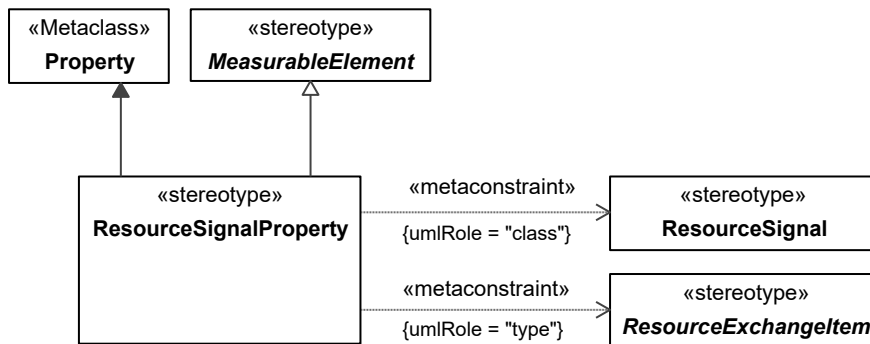 «Metaclass»
Property
«stereotype»
MeasurableElement
«stereotype»
ResourceSignalProperty
«metaconstraint»
{umlRole = "class"}
«stereotype»
ResourceSignal
«metaconstraint»
{umlRole = "type"}
«stereotype»
ResourceExchangeItem